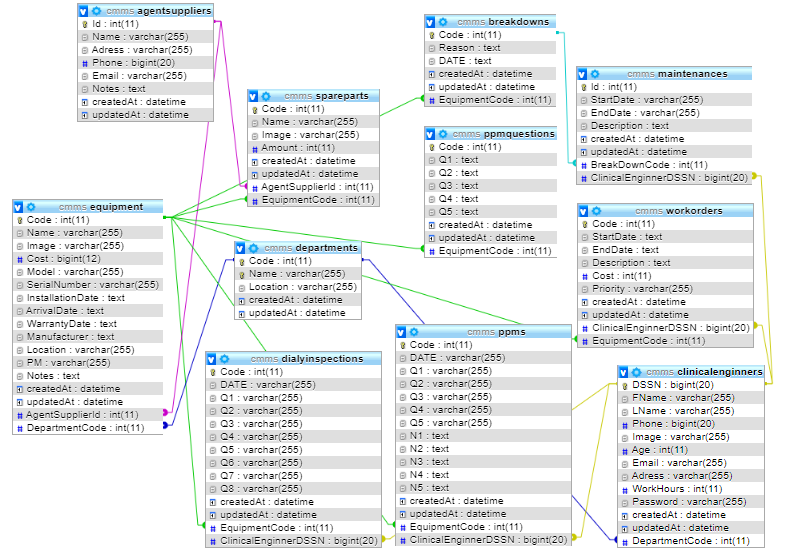 cmms agentsuppliers
Id : int(11)
Name : varchar(255)
Adress : varchar(255)
Phone : bigint(20)
Email : varchar(255)
Notes : text
createdAt : datetime
updatedAt : datetime
cmms spareparts
Code : int(11)
Name : varchar(255)
Image : varchar(255)
Amount : int(11)
createdAt : datetime
updatedAt : datetime
AgentSupplierId : int(11)
EquipmentCode : int(11)
cmms breakdowns
Code : int(11)
Reason : text
DATE : text
createdAt : datetime
updatedAt : datetime
EquipmentCode : int(11)
cmms maintenances
Id : int(11)
StartDate : varchar(255)
EndDate : varchar(255)
Description : text
createdAt : datetime
updatedAt : datetime
BreakDownCode : int(11)
ClinicalEnginnerDSSN : bigint(20)
cmms ppmquestions
Code : int(11)
Q1 : text
Q2 : text
Q3 : text
Q4 : text
Q5 : text
createdAt : datetime
updatedAt : datetime
EquipmentCode : int(11)
cmms equipment
Code : int(11)
Name : varchar(255)
Image : varchar(255)
Cost : bigint(12)
Model : varchar(255)
SerialNumber : varchar(255)
InstallationDate : text
ArrivalDate : text
WarrantyDate : text
Manufacturer : text
Location : varchar(255)
PM : varchar(255)
Notes : text
createdAt : datetime
updatedAt : datetime
AgentSupplierId : int(11)
DepartmentCode : int(11)
cmms departments
Code : int(11)
Name : varchar(255)
Location : varchar(255)
createdAt : datetime
updatedAt : datetime
cmms workorders
Code : int(11)
StartDate : text
EndDate : text
Description : text
Cost : int(11)
Priority : varchar(255)
createdAt : datetime
updatedAt : datetime
ClinicalEnginnerDSSN : bigint(20)
EquipmentCode : int(11)
cmms dialyinspections
Code : int(11)
DATE : varchar(255)
Q1 : varchar(255)
Q2 : varchar(255)
Q3 : varchar(255)
Q4 : varchar(255)
Q5 : varchar(255)
Q6 : varchar(255)
Q7 : varchar(255)
Q8 : varchar(255)
createdAt : datetime
updatedAt : datetime
EquipmentCode : int(11)
ClinicalEnginnerDSSN : bigint(20)
cmms ppms
Code : int(11)
DATE : varchar(255)
Q1 : varchar(255)
Q2 : varchar(255)
Q3 : varchar(255)
Q4 : varchar(255)
Q5 : varchar(255)
N1 : text
N2 : text
N3 : text
N4 : text
N5 : text
createdAt : datetime
updatedAt : datetime
EquipmentCode : int(11)
ClinicalEnginnerDSSN : bigint(20)
cmms clinicalenginners
DSSN : bigint(20)
FName : varchar(255)
LName : varchar(255)
Phone : bigint(20)
Image : varchar(255)
Age : int(11)
Email : varchar(255)
Adress : varchar(255)
WorkHours : int(11)
Password : varchar(255)
createdAt : datetime
updatedAt : datetime
DepartmentCode : int(11)